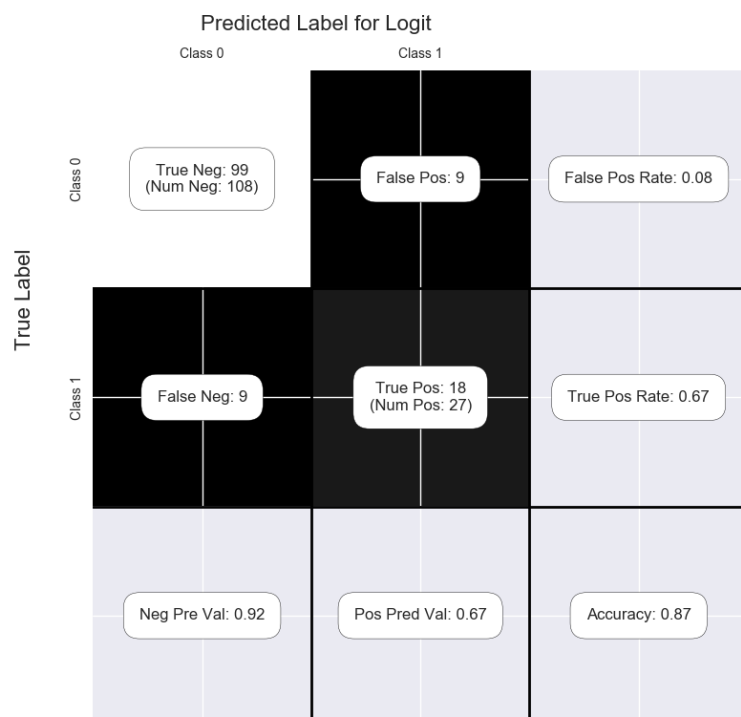 Predicted Label for Logit
Class 0
Class 1
True Label
Class 0
True Neg: 99
(Num Neg: 108)
False Pos: 9
False Pos Rate: 0.08
Class 1
False Neg: 9
True Pos: 18
(Num Pos: 27)
True Pos Rate: 0.67
Neg Pre Val: 0.92
Pos Pred Val: 0.67
Accuracy: 0.87